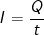 I = Q/t